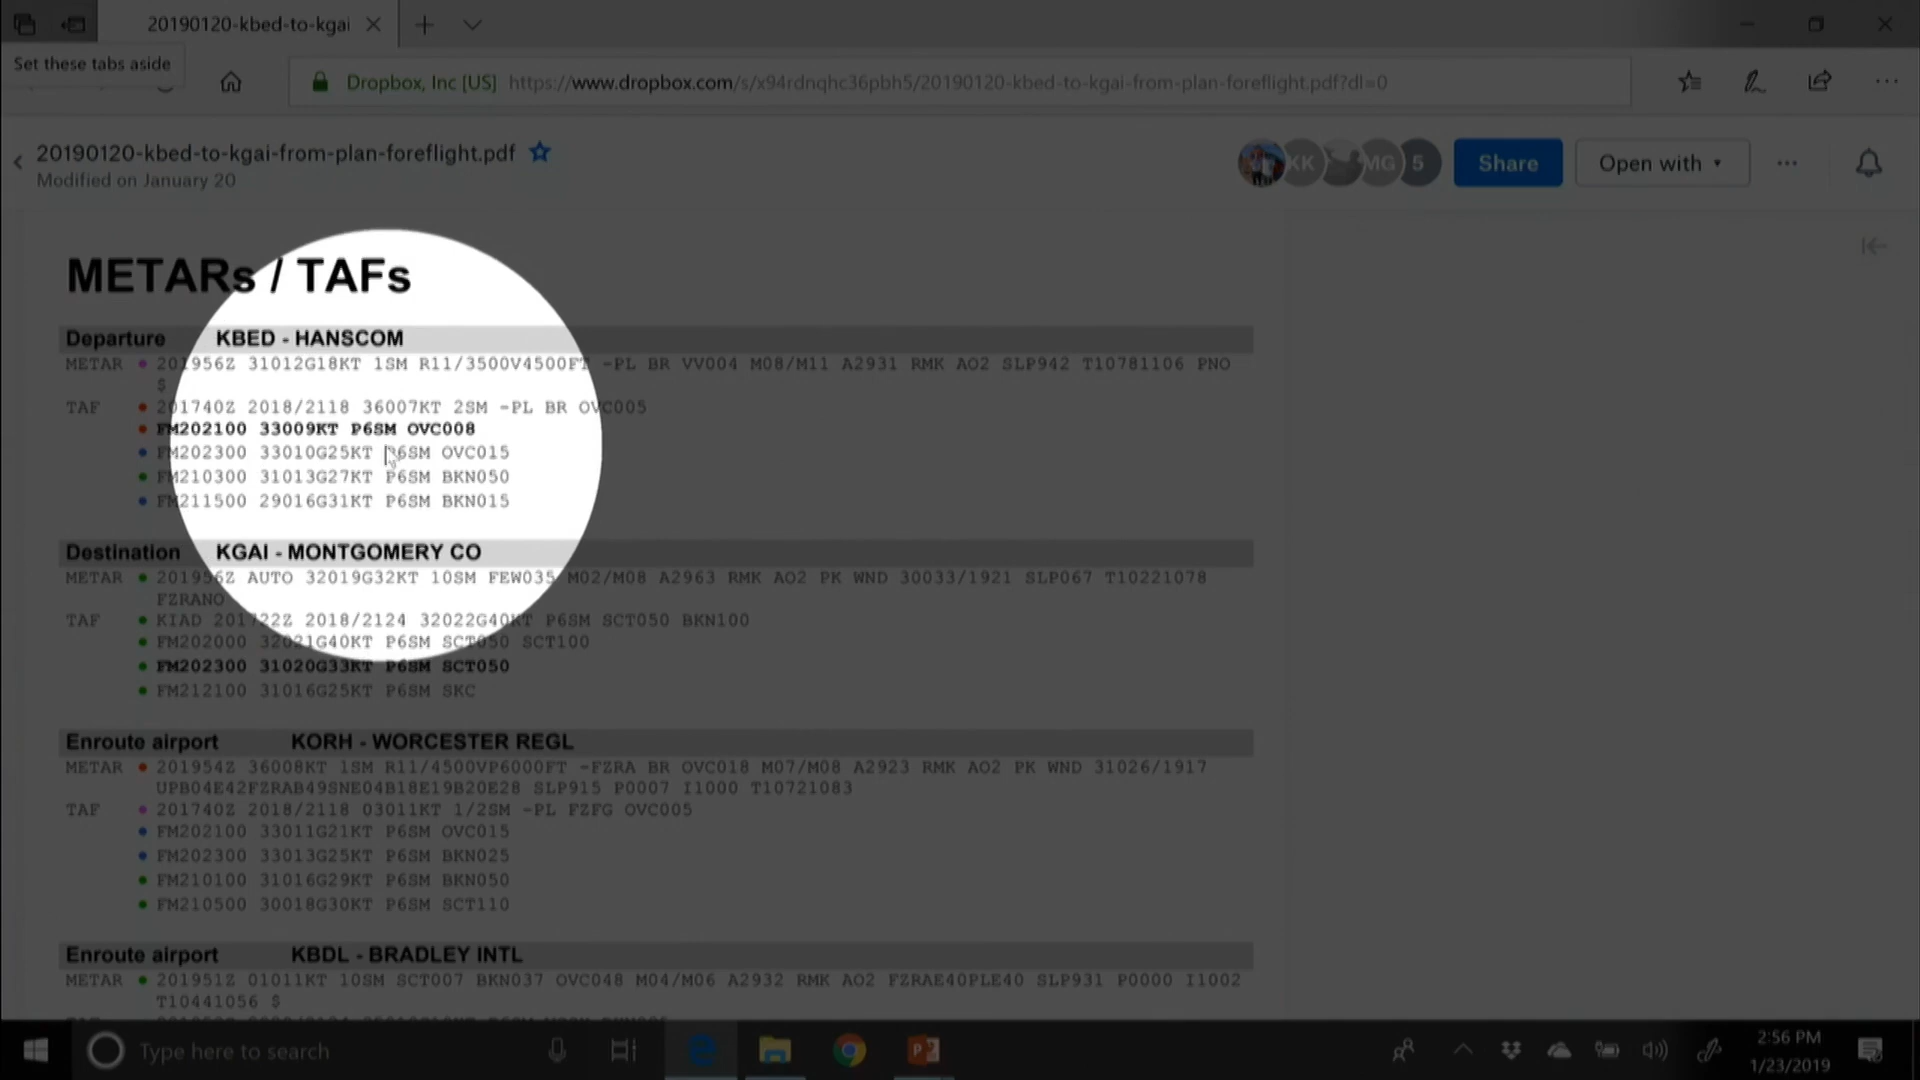 20190120-kbed-to-kgai
Set these tabs aside
Dropbox, Inc [US] https://www.dropbox.com/s/x94rdnqhc36pbh5/20190120-kbed-to-kgai-from-plan-foreflight.pdf?dl=0
20190120-kbed-to-kgai-from-plan-foreflight.pdf
Modified on January 20
KK MG 5 Share Open with
METARs / TAFs
Departure KBED - HANSCOM
METAR 201956Z 31012G18KT 1SM R11/3500V4500FT -PL BR VV004 M08/M11 A2931 RMK AO2 SLP942 T10781106 PNO
$
TAF 201740Z 2018/2118 36007KT 2SM -PL BR OVC005
FM202100 33009KT P6SM OVC008
FM202300 33010G25KT P6SM OVC015
FM210300 31013G27KT P6SM BKN050
FM211500 29016G31KT P6SM BKN015
Destination KGAI - MONTGOMERY CO
METAR 201956Z AUTO 32019G32KT 10SM FEW035 M02/M08 A2963 RMK AO2 PK WND 30033/1921 SLP067 T10221078
FZRANO
TAF KIAD 201722Z 2018/2124 32022G40KT P6SM SCT050 BKN100
FM202000 32021G40KT P6SM SCT050 SCT100
FM202300 31020G33KT P6SM SCT050
FM212100 31016G25KT P6SM SKC
Enroute airport KORH - WORCESTER REGL
METAR 201954Z 36008KT 1SM R11/4500VP6000FT -FZRA BR OVC018 M07/M08 A2923 RMK AO2 PK WND 31026/1917
UPB04E42FZRAB49SNE04B18E19B20E28 SLP915 P0007 I1000 T10721083
TAF 201740Z 2018/2118 03011KT 1/2SM -PL FZFG OVC005
FM202100 33011G21KT P6SM OVC015
FM202300 33013G25KT P6SM BKN025
FM210100 31016G29KT P6SM BKN050
FM210500 30018G30KT P6SM SCT110
Enroute airport KBDL - BRADLEY INTL
METAR 201951Z 01011KT 10SM SCT007 BKN037 OVC048 M04/M06 A2932 RMK AO2 FZRAE40PLE40 SLP931 P0000 I1002
T10441056 $
Type here to search
2:56 PM
1/23/2019